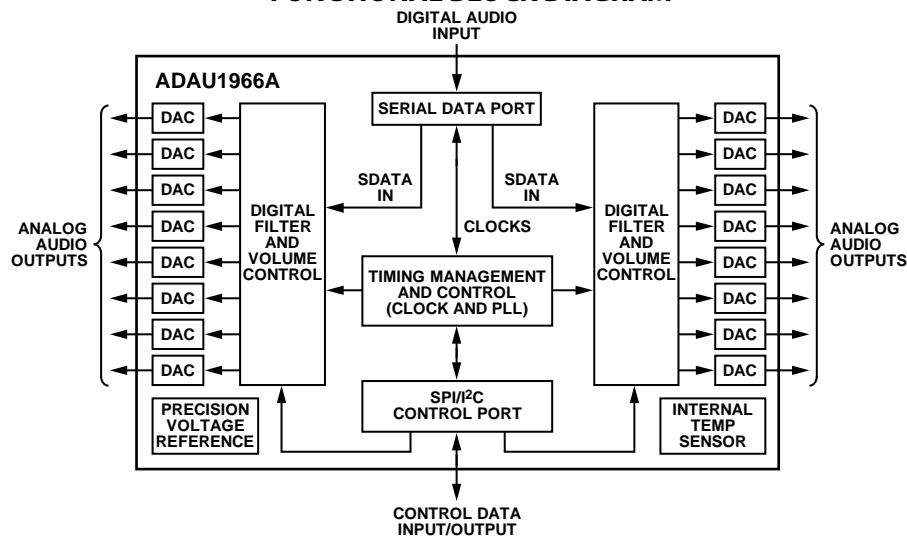 FUNCTIONAL BLOCK DIAGRAM
DIGITAL AUDIO
INPUT
ADAU1966A
SERIAL DATA PORT
DAC
DAC
DAC
DAC
DAC
DAC
DAC
DAC
ANALOG
AUDIO
OUTPUTS
DIGITAL
FILTER
AND
VOLUME
CONTROL
SDATA
IN
SDATA
IN
CLOCKS
TIMING MANAGEMENT
AND CONTROL
(CLOCK AND PLL)
DIGITAL
FILTER
AND
VOLUME
CONTROL
DAC
DAC
DAC
DAC
DAC
DAC
DAC
DAC
ANALOG
AUDIO
OUTPUTS
PRECISION
VOLTAGE
REFERENCE
SPI/I²C
CONTROL PORT
INTERNAL
TEMP
SENSOR
CONTROL DATA
INPUT/OUTPUT